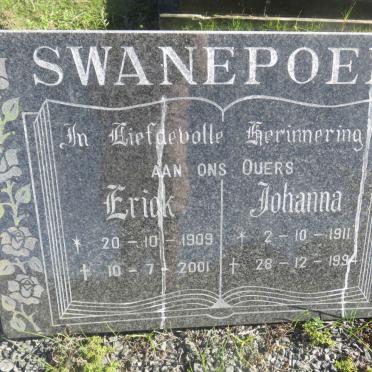 SWANEPOEL
In Liefdevolle Herinnering
AAN ONS OUERS
Erick Johanna
* 20-10-1909 † 2-10-1911
† 10-7-2001 † 28-12-1994